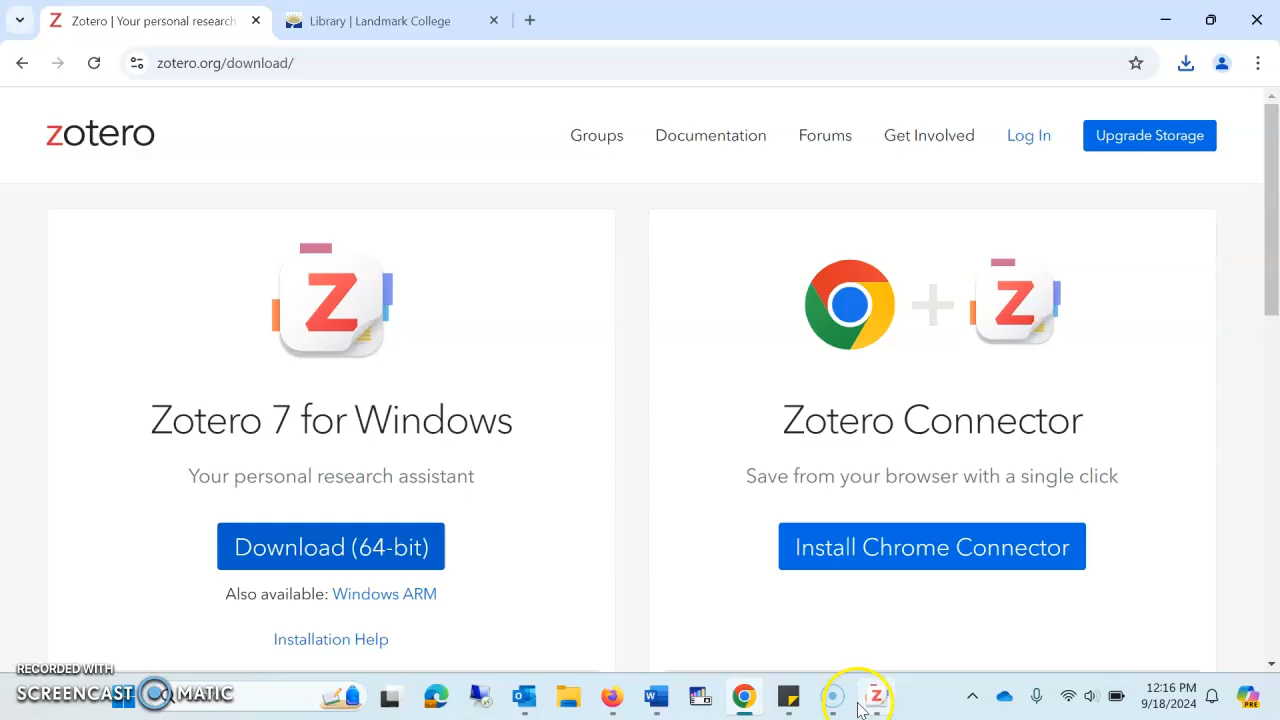 Zotero | Your personal research
Library | Landmark College
zotero.org/download/
zotero
Groups
Documentation
Forums
Get Involved
Log In
Upgrade Storage
Z
Z
Zotero 7 for Windows
Your personal research assistant
Download (64-bit)
Also available: Windows ARM
Installation Help
Zotero Connector
Save from your browser with a single click
Install Chrome Connector
RECORDED WITH
SCREENCAST MATIC
12:16 PM
9/18/2024
PRE